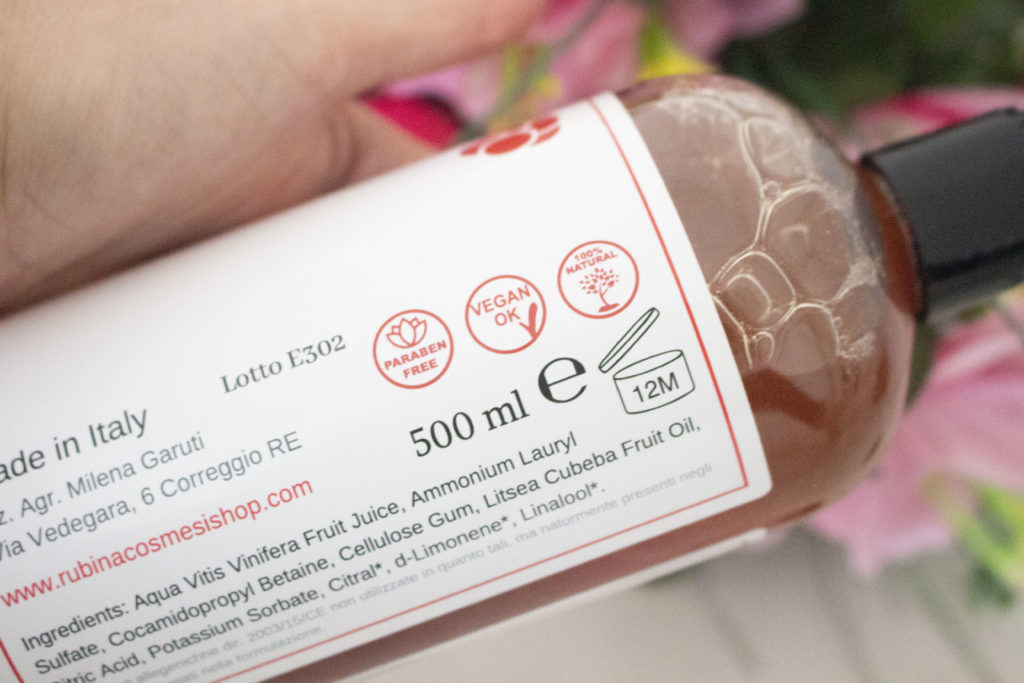 100%
NATURAL
VEGAN
OK
PARABEN
FREE
Lotto E302
500 ml e
12M
ade in Italy
z. Agr. Milena Garuti
Via Vedegara, 6 Correggio RE
www.rubinacosmesishop.com
Ingredients: Aqua Vitis Vinifera Fruit Juice, Ammonium Lauryl
Sulfate, Cocamidopropyl Betaine, Cellulose Gum, Litsea Cubeba Fruit Oil,
Citric Acid, Potassium Sorbate, Citral*, d-Limonene*, Linalool*.
allegenichhe dir. 2003/15/CE non utilizzate in quanto tali, ma naturmente presenti negli
nella formulazione.